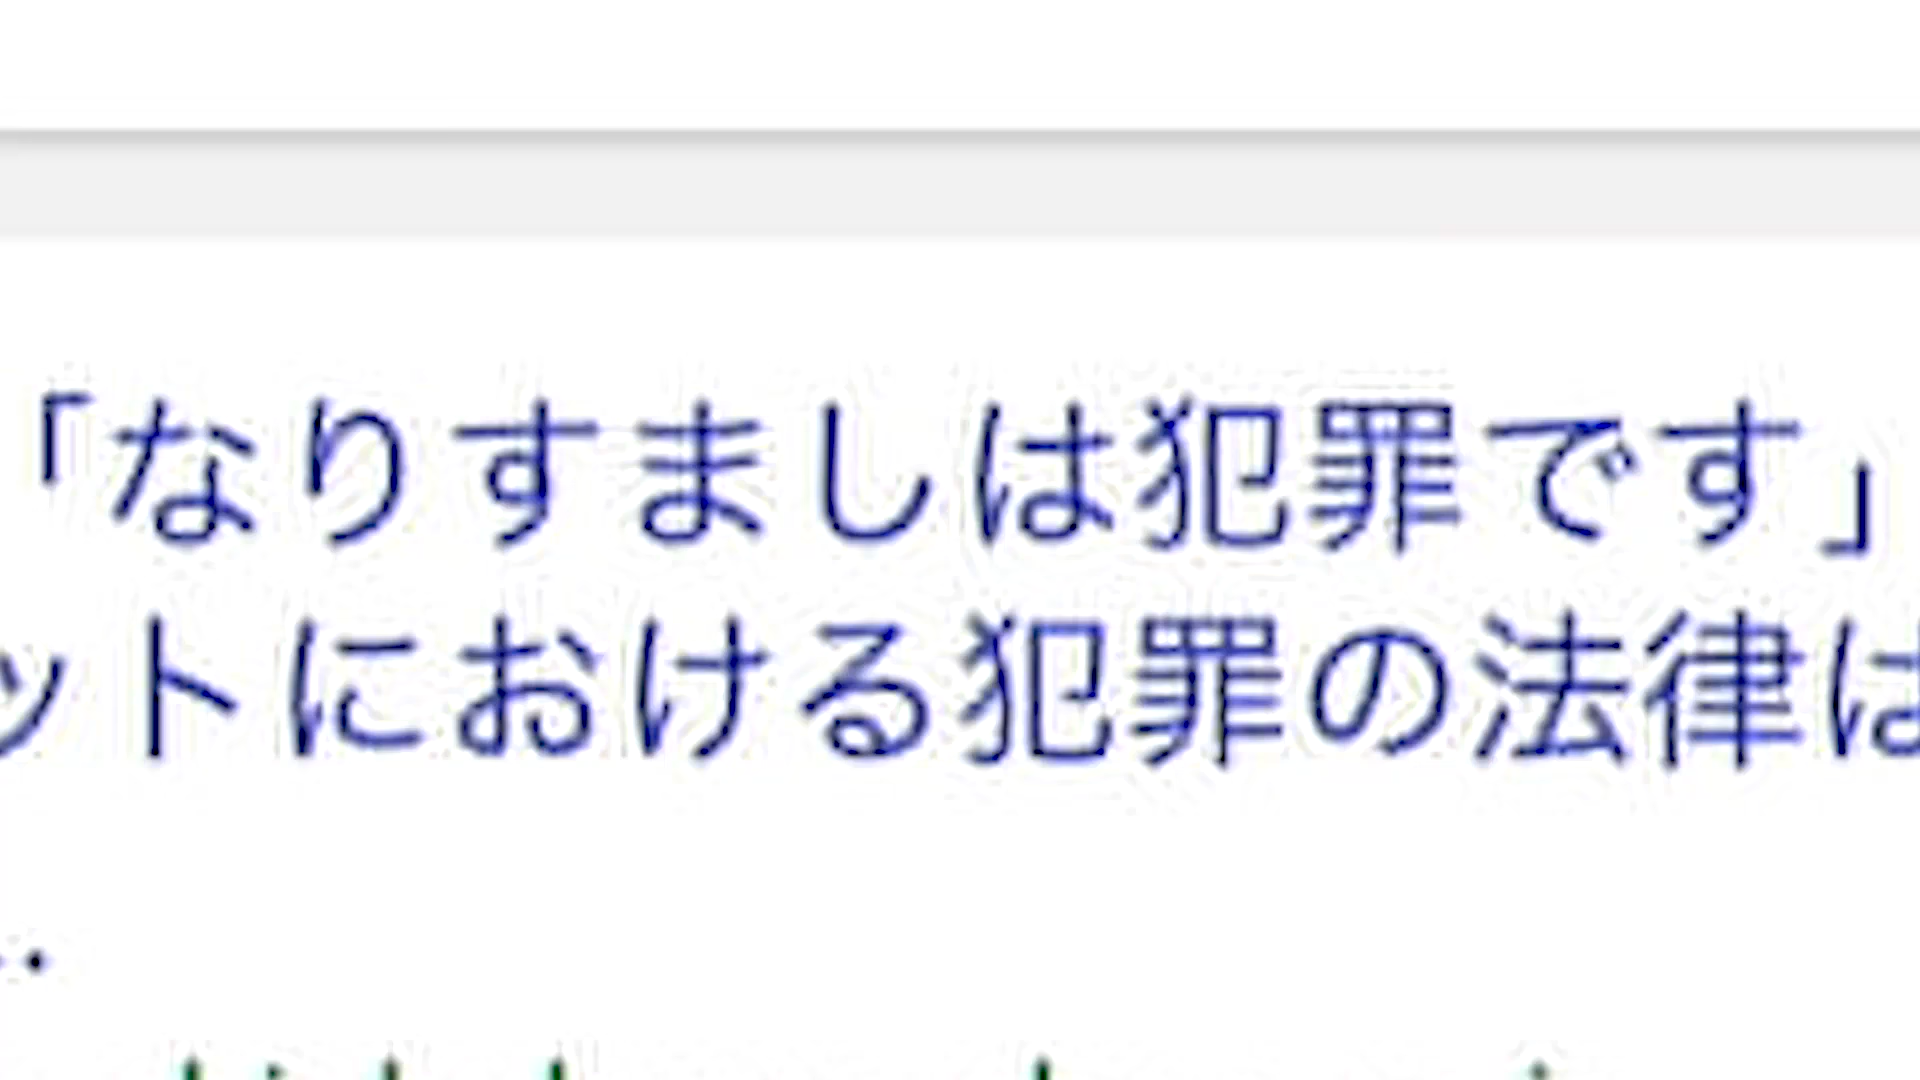 「なりすましは犯罪です」
ットにおける犯罪の法律は
..